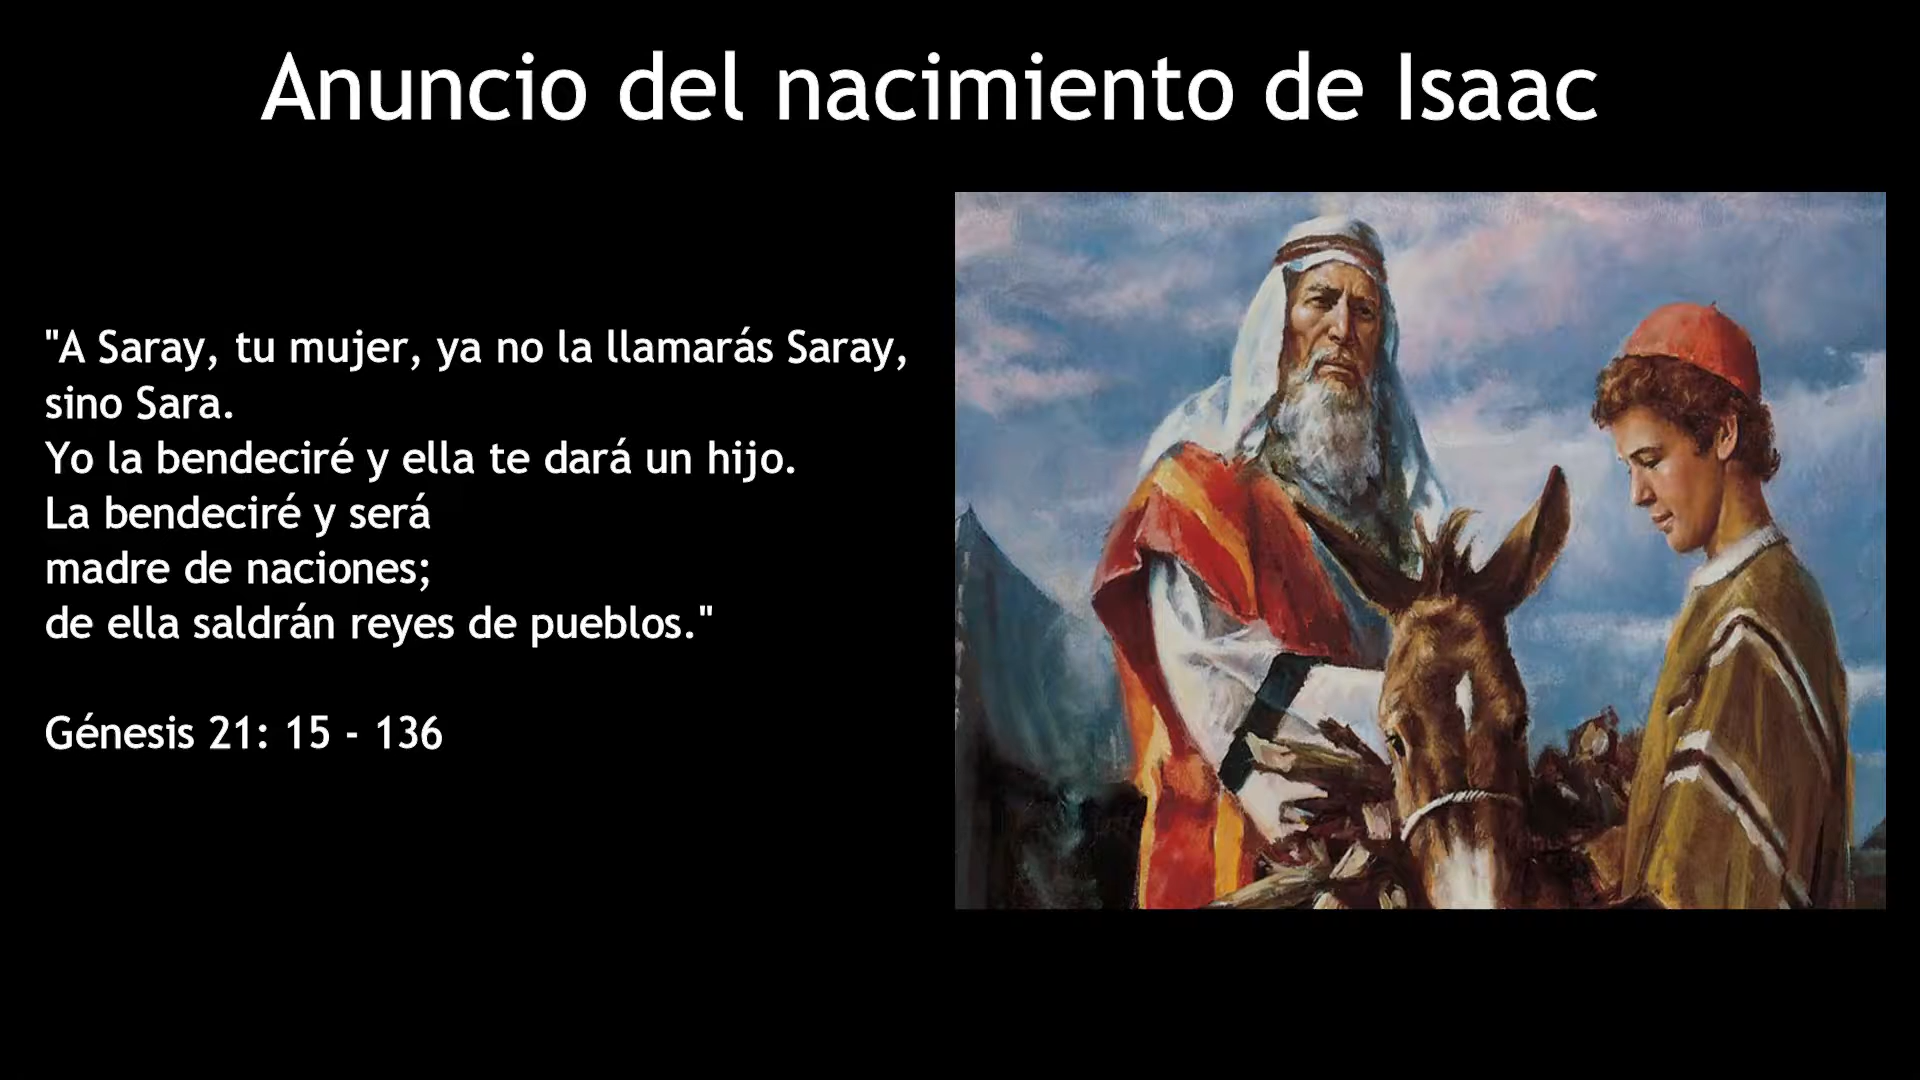 Anuncio del nacimiento de Isaac
"A Saray, tu mujer, ya no la llamarás Saray,
sino Sara.
Yo la bendeciré y ella te dará un hijo.
La bendeciré y será
madre de naciones;
de ella saldrán reyes de pueblos."
Génesis 21: 15 - 136